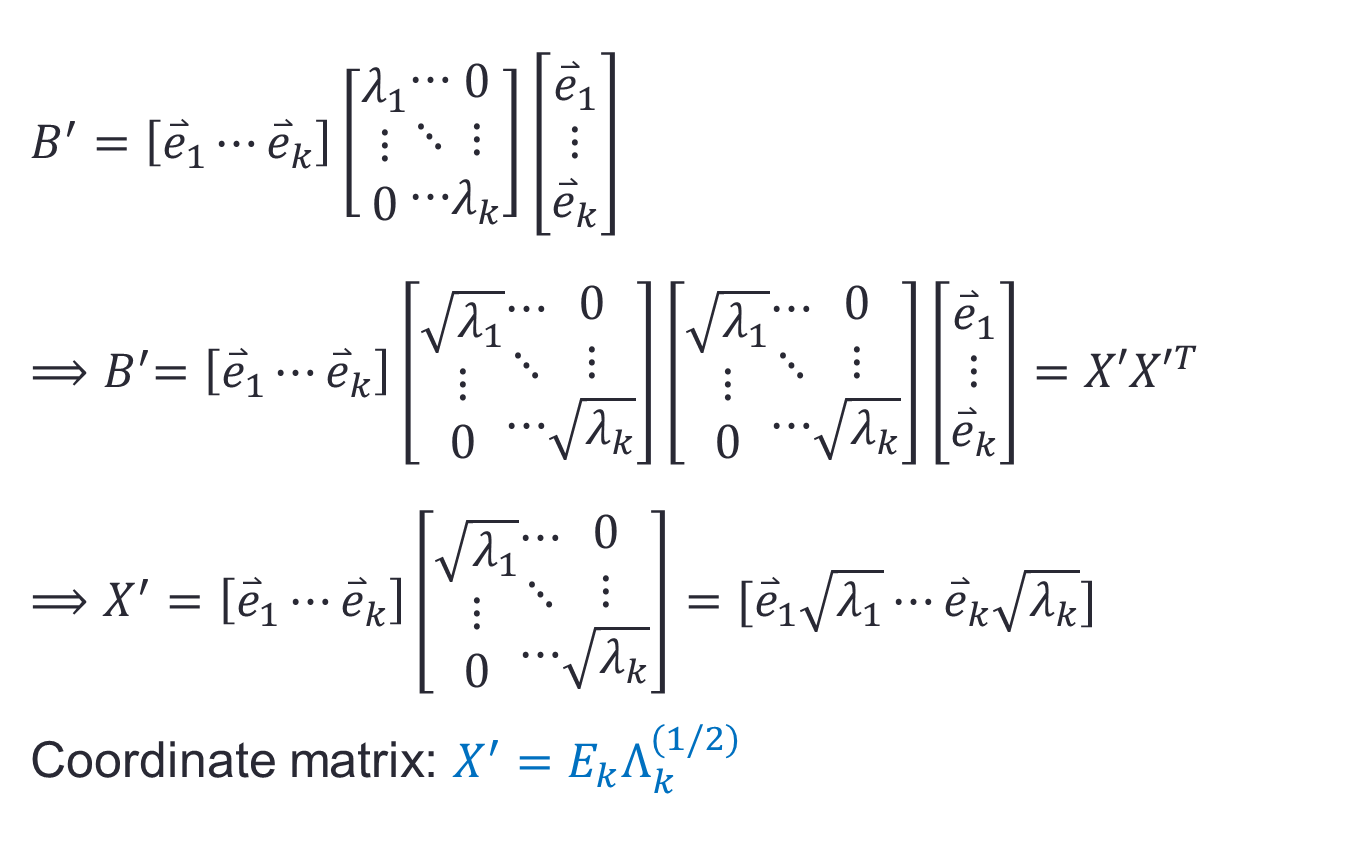 B′ = [e⃗₁ ⋯ e⃗ₖ] [λ₁ ⋯ 0 ⋮ ⋱ ⋮ 0 ⋯ λₖ] [e⃗₁ ⋮ e⃗ₖ]
⟹ B′ = [e⃗₁ ⋯ e⃗ₖ] [√λ₁ ⋯ 0 ⋮ ⋱ ⋮ 0 ⋯ √λₖ] [√λ₁ ⋯ 0 ⋮ ⋱ ⋮ 0 ⋯ √λₖ] [e⃗₁ ⋮ e⃗ₖ] = X′X′ᵀ
⟹ X′ = [e⃗₁ ⋯ e⃗ₖ] [√λ₁ ⋯ 0 ⋮ ⋱ ⋮ 0 ⋯ √λₖ] = [e⃗₁√λ₁ ⋯ e⃗ₖ√λₖ]
Coordinate matrix: X′ = EₖΛₖ^(1/2)